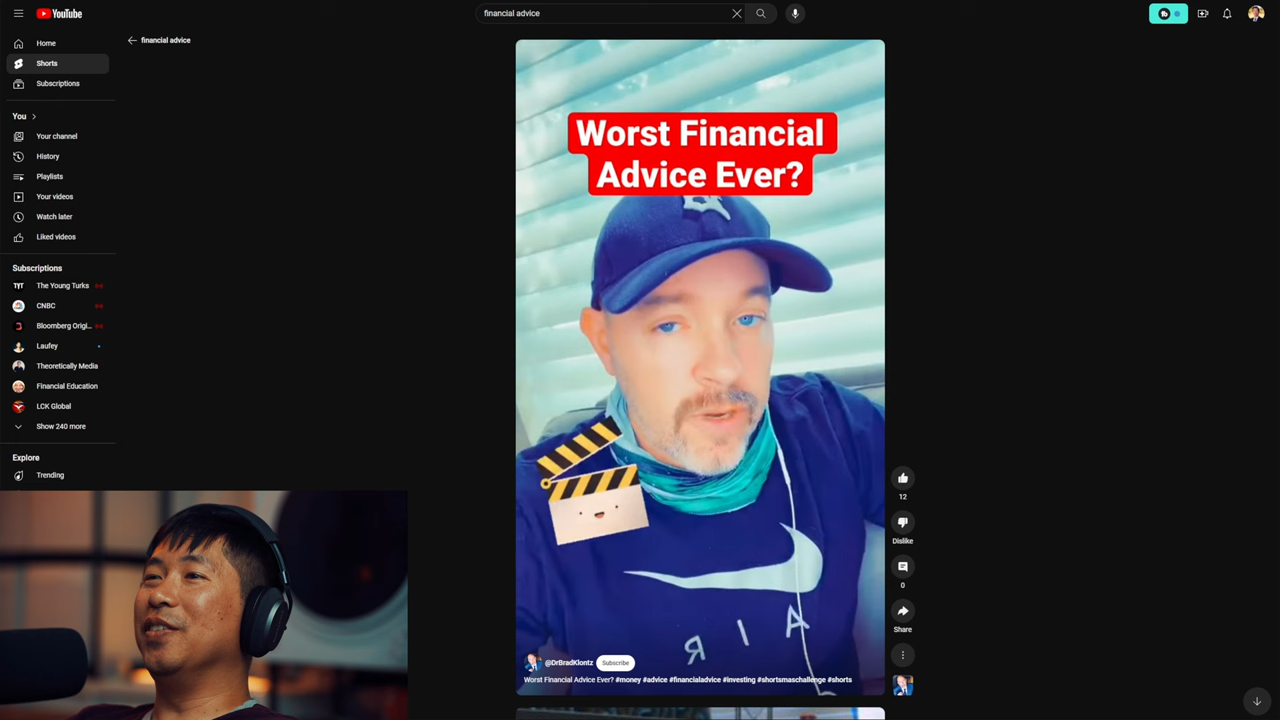 YouTube
financial advice
Home
financial advice
Shorts
Subscriptions
You
Your channel
History
Playlists
Your videos
Watch later
Liked videos
Subscriptions
TYT The Young Turks
CNBC
Bloomberg Origi...
Laufey
Theoretically Media
Financial Education
LCK Global
Show 240 more
Explore
Trending
Worst Financial
Advice Ever?
AIR
@DrBradKlontz Subscribe
Worst Financial Advice Ever? #money #advice #financialadvice #investing #shortsmaschallenge #shorts
12
Dislike
0
Share